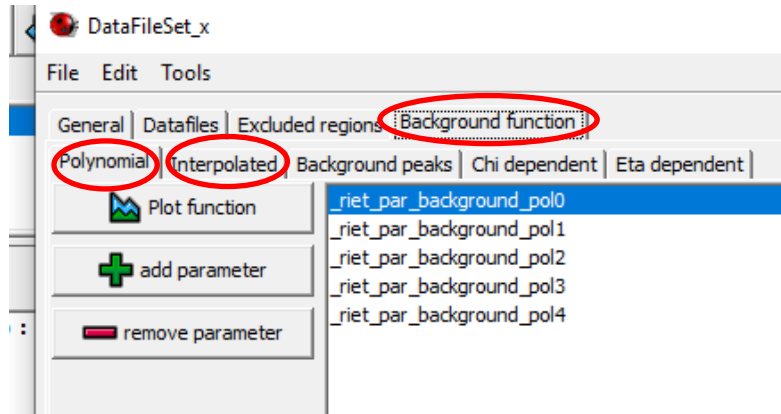 DataFileSet_x
File Edit Tools
General Datafiles Excluded regions Background function
Polynomial Interpolated Background peaks Chi dependent Eta dependent
Plot function
add parameter
remove parameter
_riet_par_background_pol0
_riet_par_background_pol1
_riet_par_background_pol2
_riet_par_background_pol3
_riet_par_background_pol4
: